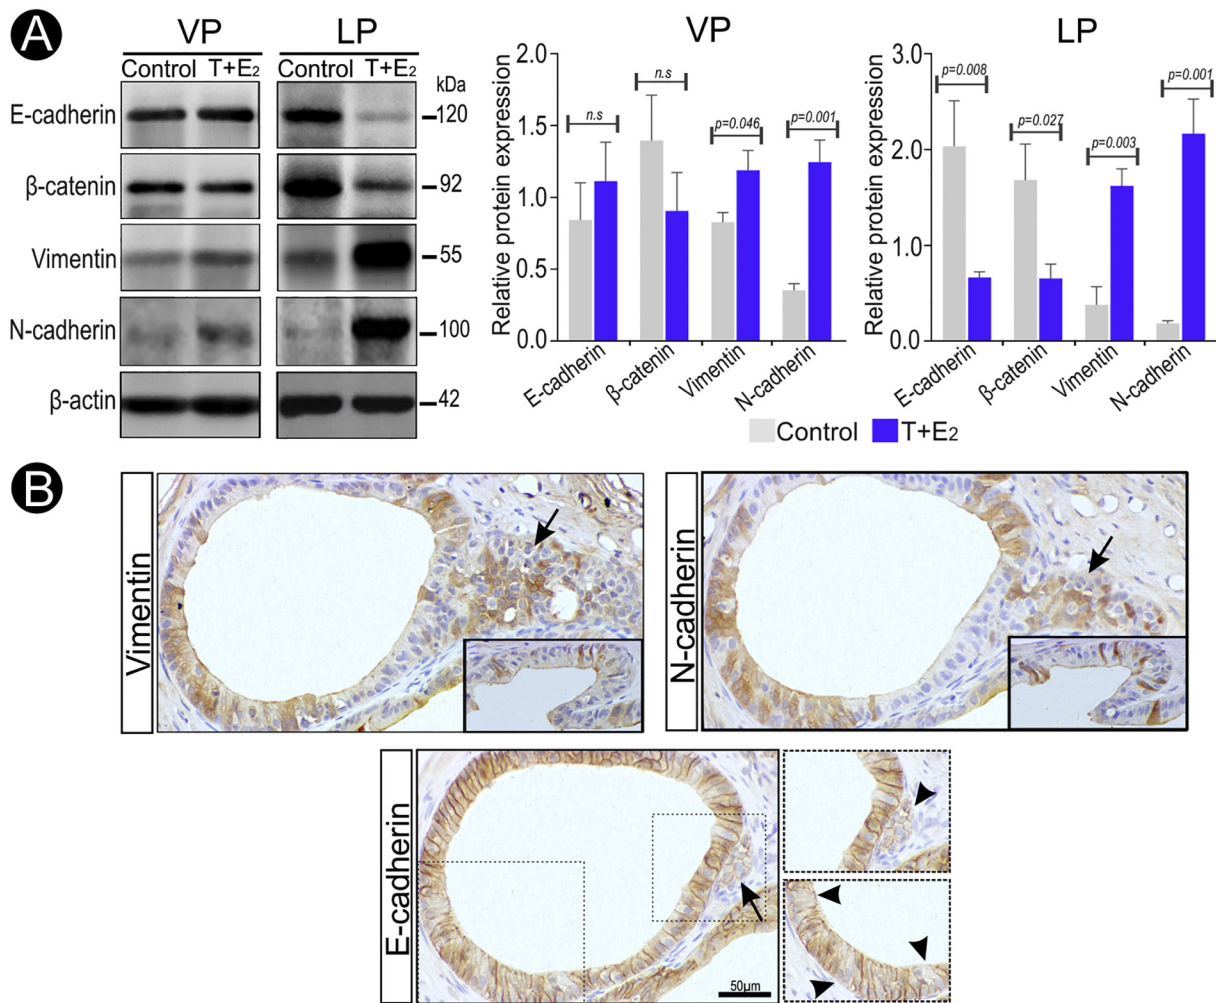 A
VP
LP
Control
T+E2
Control
T+E2
kDa
E-cadherin
120
β-catenin
92
Vimentin
55
N-cadherin
100
β-actin
42
VP
Relative protein expression
2.0
1.5
1.0
0.5
0.0
n.s
n.s
p=0.046
p=0.001
E-cadherin
β-catenin
Vimentin
N-cadherin
LP
Relative protein expression
3.0
2.0
1.0
0.0
p=0.008
p=0.027
p=0.003
p=0.001
E-cadherin
β-catenin
Vimentin
N-cadherin
Control
T+E2
B
Vimentin
N-cadherin
E-cadherin
50µm